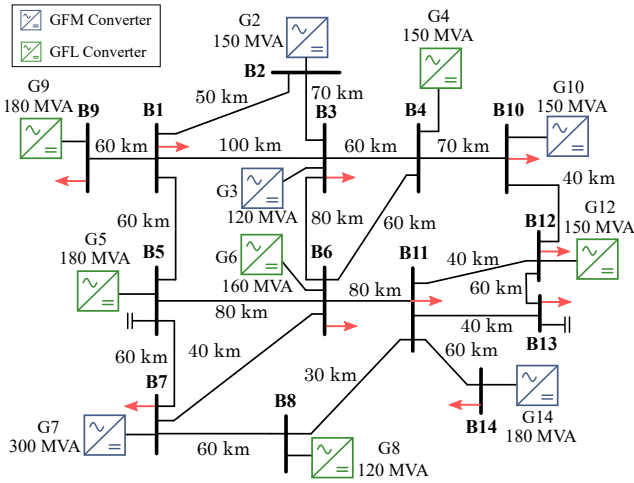 GFM Converter
GFL Converter
G2
150 MVA
G4
150 MVA
B2
70 km
50 km
G9
180 MVA
B9
B1
B3
B4
B10
G10
150 MVA
60 km
100 km
60 km
70 km
40 km
G3
120 MVA
80 km
60 km
60 km
B12
G12
150 MVA
G5
180 MVA
B5
G6
160 MVA
B6
B11
40 km
60 km
80 km
80 km
40 km
B13
60 km
40 km
60 km
30 km
B7
B8
B14
G14
180 MVA
G7
300 MVA
60 km
G8
120 MVA